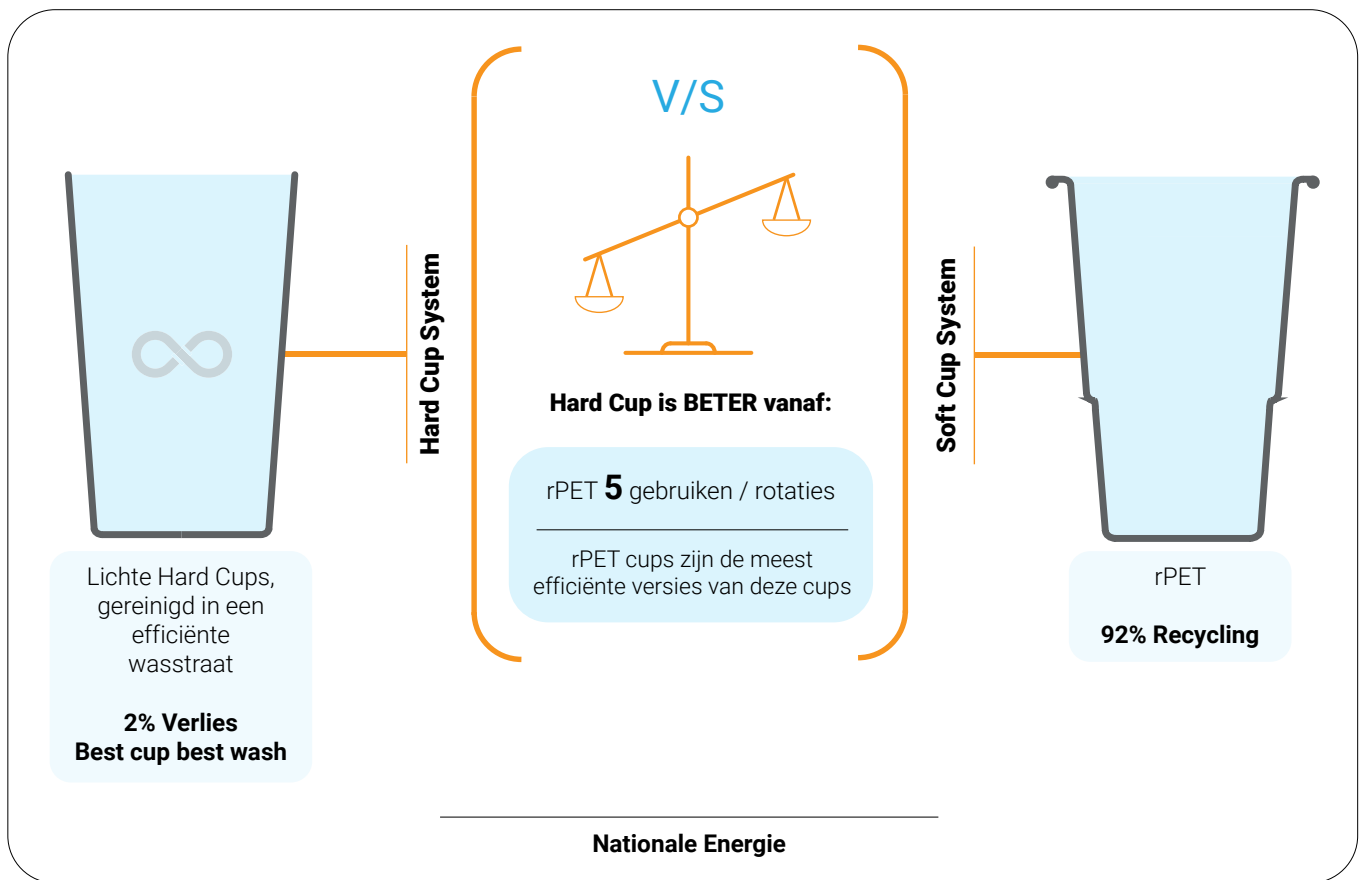 V/S
Hard Cup System
Soft Cup System
Hard Cup is BETER vanaf:
rPET 5 gebruiken / rotaties
rPET cups zijn de meest
efficiënte versies van deze cups
Lichte Hard Cups,
gereinigd in een
efficiënte
wasstraat
2% Verlies
Best cup best wash
rPET
92% Recycling
Nationale Energie